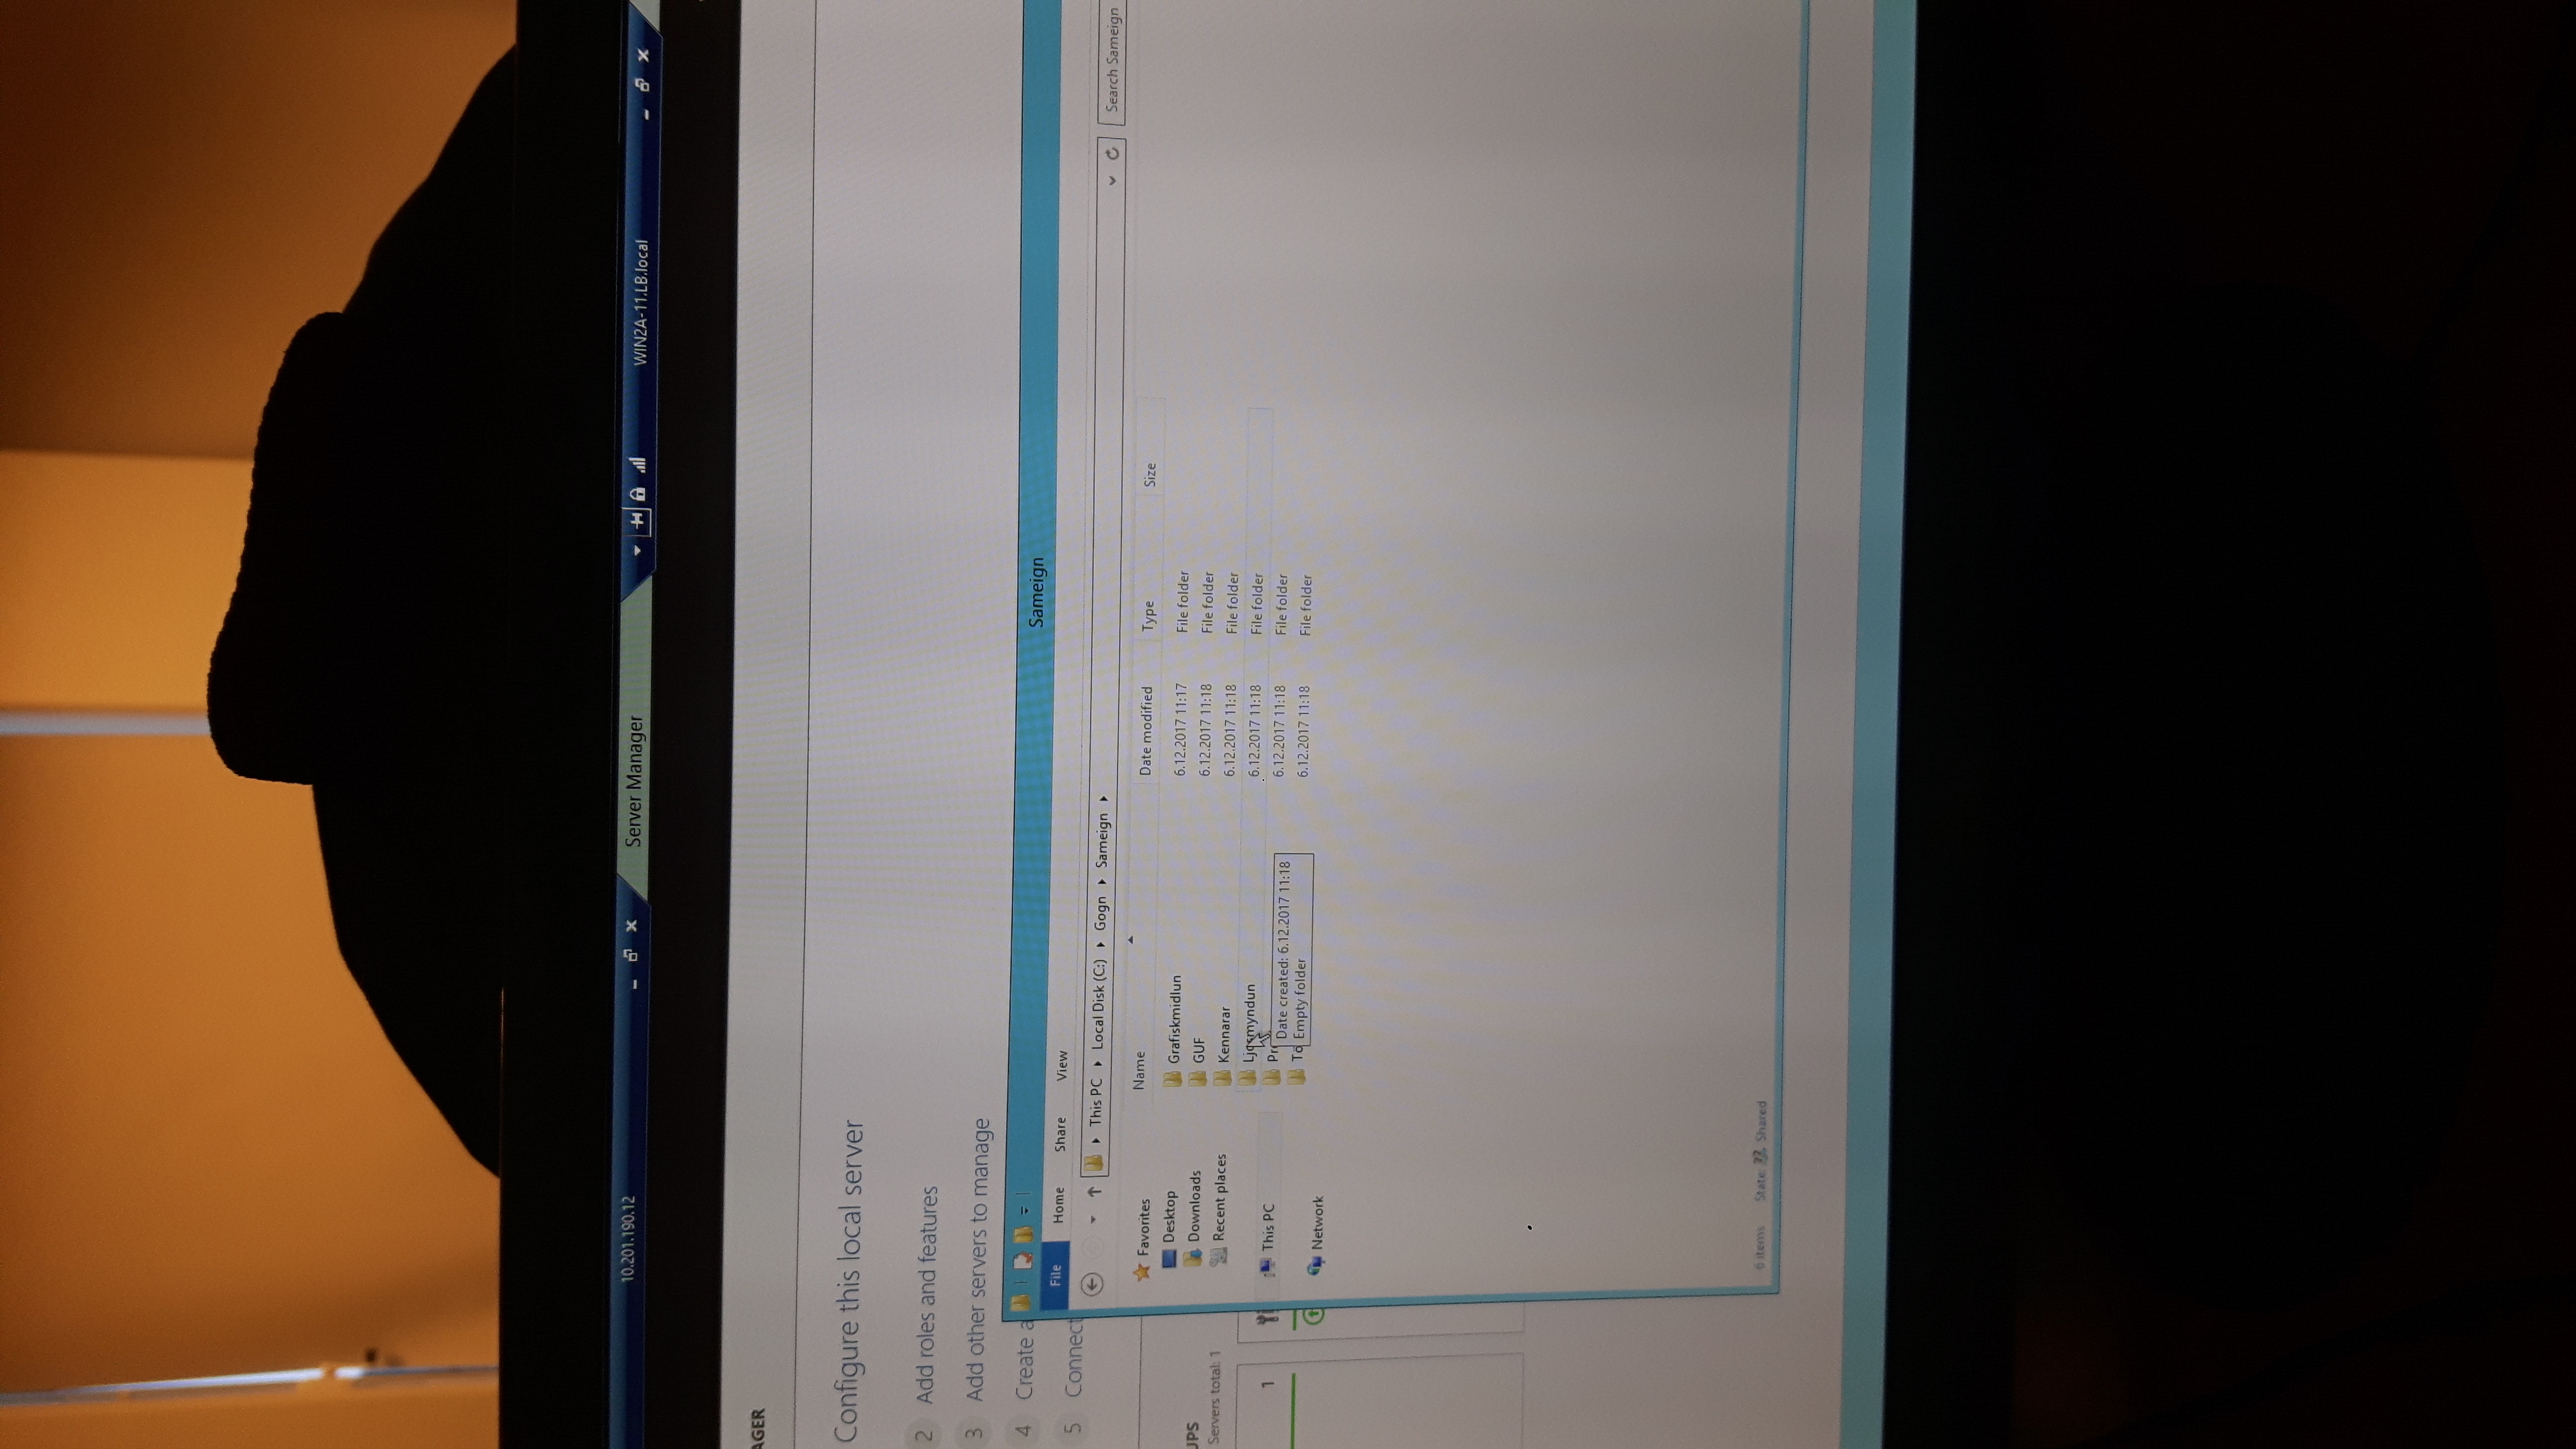 10.201.190.12
Server Manager
WIN2A-11.LB.local
AGER
Configure this local server
2 Add roles and features
3 Add other servers to manage
4 Create a
5 Connect
UPS
Servers total: 1
1
Sameign
File Home Share View
This PC Local Disk (C:) Gogn Sameign
Search Sameign
Favorites
Desktop
Downloads
Recent places
This PC
Network
Name Date modified Type Size
Grafiskmidlun 6.12.2017 11:17 File folder
GUF 6.12.2017 11:18 File folder
Kennarar 6.12.2017 11:18 File folder
Ljosmyndun 6.12.2017 11:18 File folder
Pr 6.12.2017 11:18 File folder
Tö 6.12.2017 11:18 File folder
Date created: 6.12.2017 11:18
Empty folder
6 items State: Shared